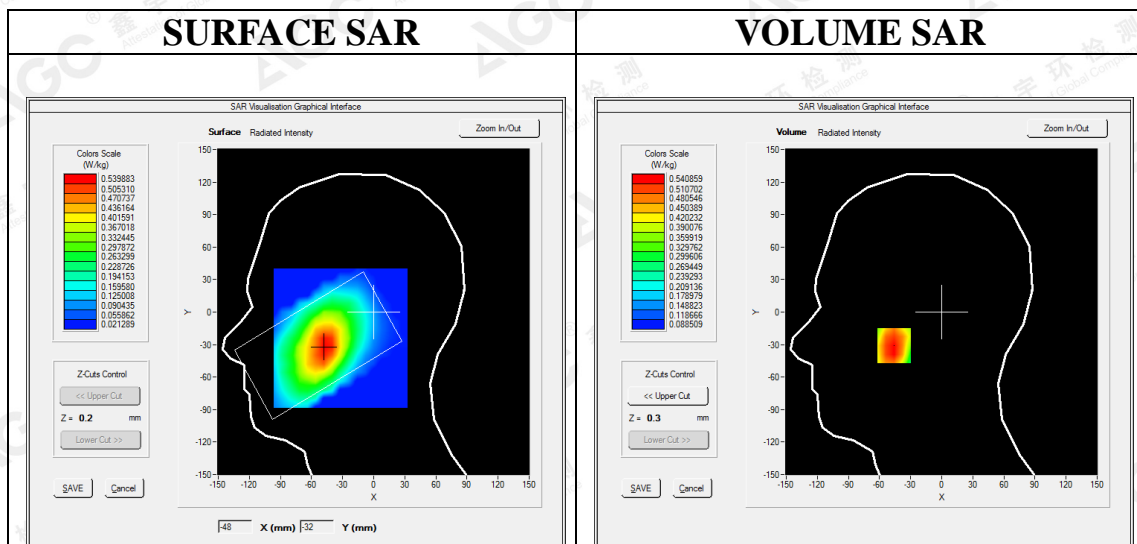 SURFACE SAR
VOLUME SAR
SAR Visualisation Graphical Interface
Surface Radiated Intensity
Zoom In/Out
Colors Scale
(W/kg)
0.539883
0.505310
0.470737
0.436164
0.401591
0.367018
0.332445
0.297872
0.263299
0.228726
0.194153
0.159580
0.125008
0.090435
0.055862
0.021289
Z-Cuts Control
<< Upper Cut
Z = 0.2 mm
Lower Cut >>
SAVE Cancel
150
120
90
60
30
0
-30
-60
-90
-120
-150
Y
-150 -120 -90 -60 -30 0 30 60 90 120 150
X
-48 X (mm) -32 Y (mm)
SAR Visualisation Graphical Interface
Volume Radiated Intensity
Zoom In/Out
Colors Scale
(W/kg)
0.540859
0.510702
0.480546
0.450389
0.420232
0.390076
0.359919
0.329762
0.299606
0.269449
0.239293
0.209136
0.178979
0.148823
0.118666
0.088509
Z-Cuts Control
<< Upper Cut
Z = 0.3 mm
Lower Cut >>
SAVE Cancel
150
120
90
60
30
0
-30
-60
-90
-120
-150
Y
-150 -120 -90 -60 -30 0 30 60 90 120 150
X